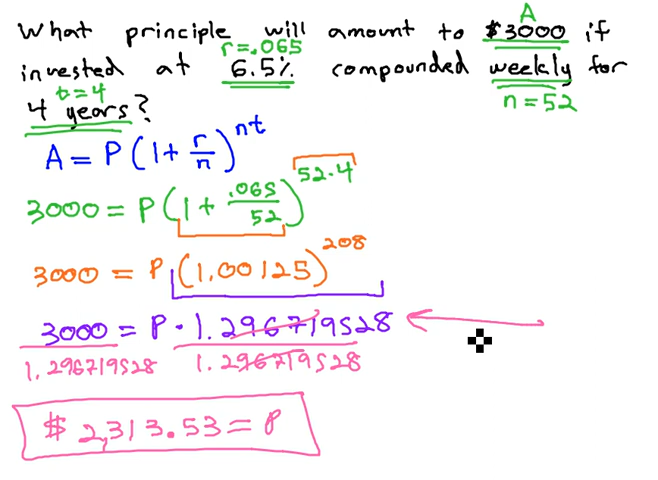 What principle will amount to $3000 if
A
r=.065
invested at 6.5% compounded weekly for
t=4
n=52
4 years?
A = P(1+r/n)^nt
3000 = P(1+.065/52)^52·4
3000 = P(1.00125)^208
3000 = P·1.296719528
1.296719528 1.296719528
$2,313.53 = P